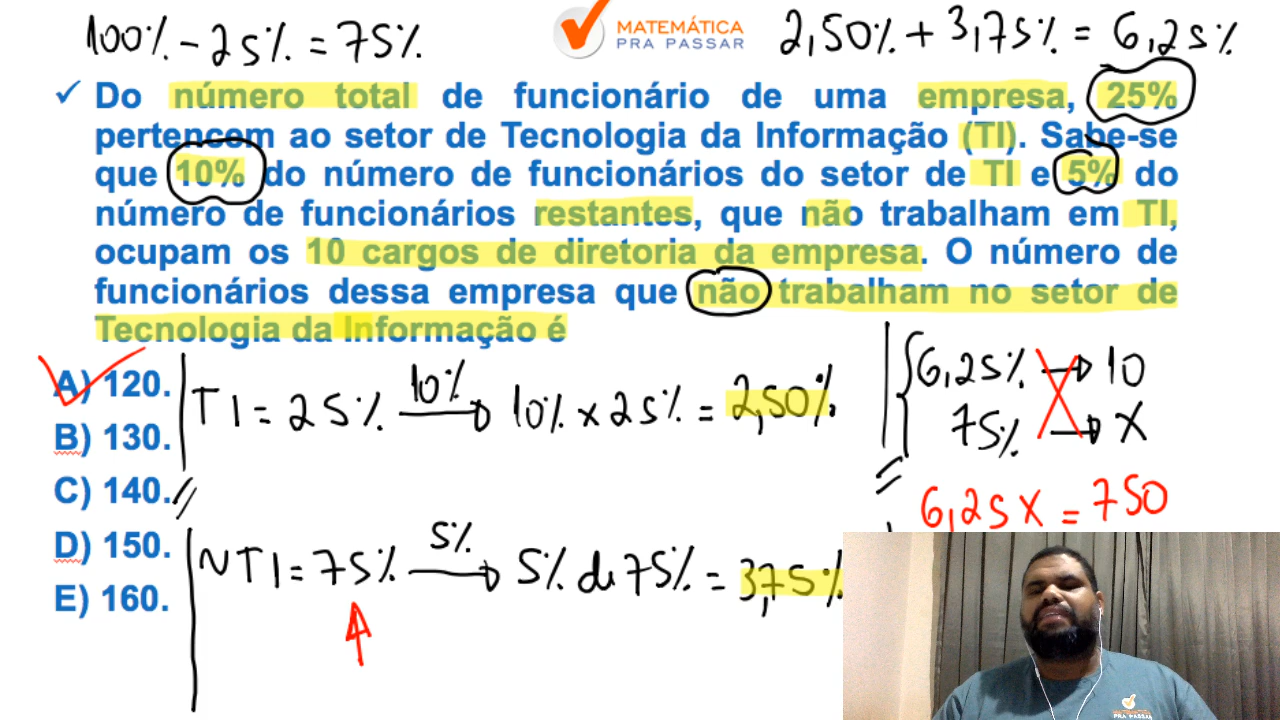 100% - 25% = 75%
MATEMÁTICA
PRA PASSAR
2,50% + 3,75% = 6,25%
✓ Do número total de funcionário de uma empresa, 25%
pertencem ao setor de Tecnologia da Informação (TI). Sabe-se
que 10% do número de funcionários do setor de TI e 5% do
número de funcionários restantes, que não trabalham em TI,
ocupam os 10 cargos de diretoria da empresa. O número de
funcionários dessa empresa que não trabalham no setor de
Tecnologia da Informação é
A) 120.
B) 130.
C) 140.
D) 150.
E) 160.
TI = 25% 10% → 10% x 25% = 2,50%
NTI = 75% 5% → 5% de 75% = 3,75%
6,25% → 10
75% → X
6,25 X = 750
MATEMÁTICA
PRA PASSAR